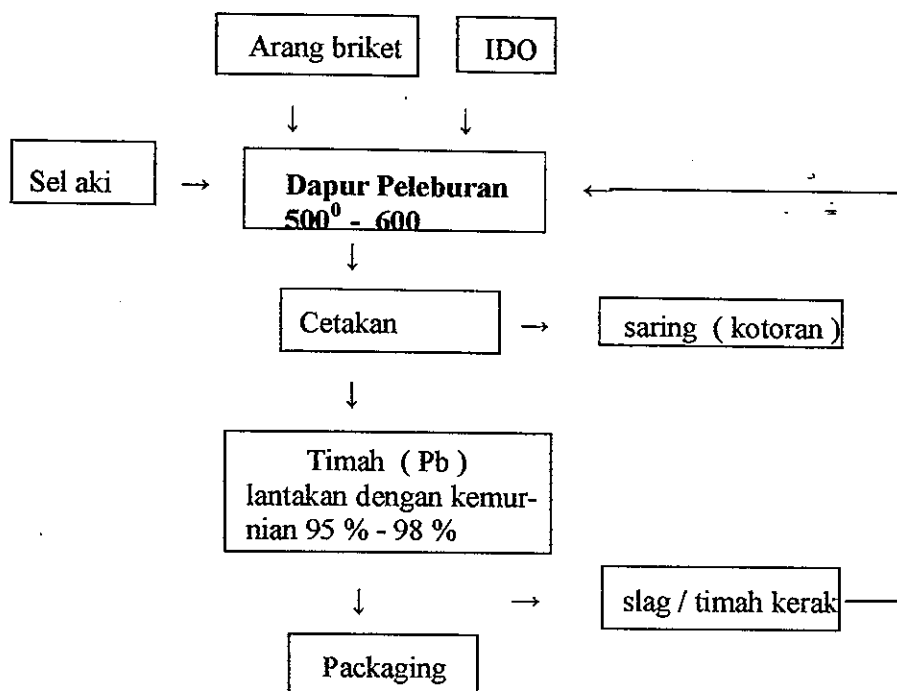 Arang briket
IDO
Sel aki
→
Dapur Peleburan
500⁰ - 600
Cetakan
→
saring ( kotoran )
Timah ( Pb )
lantakan dengan kemur-
nian 95 % - 98 %
→
slag / timah kerak
Packaging